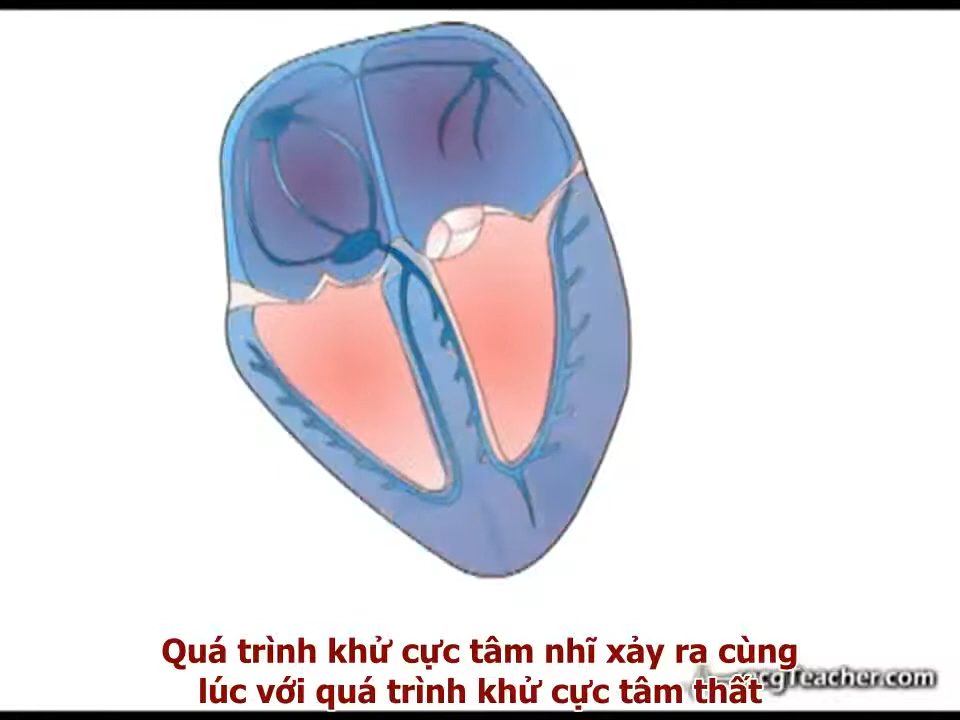 Quá trình khử cực tâm nhĩ xảy ra cùng
lúc với quá trình khử cực tâm thất